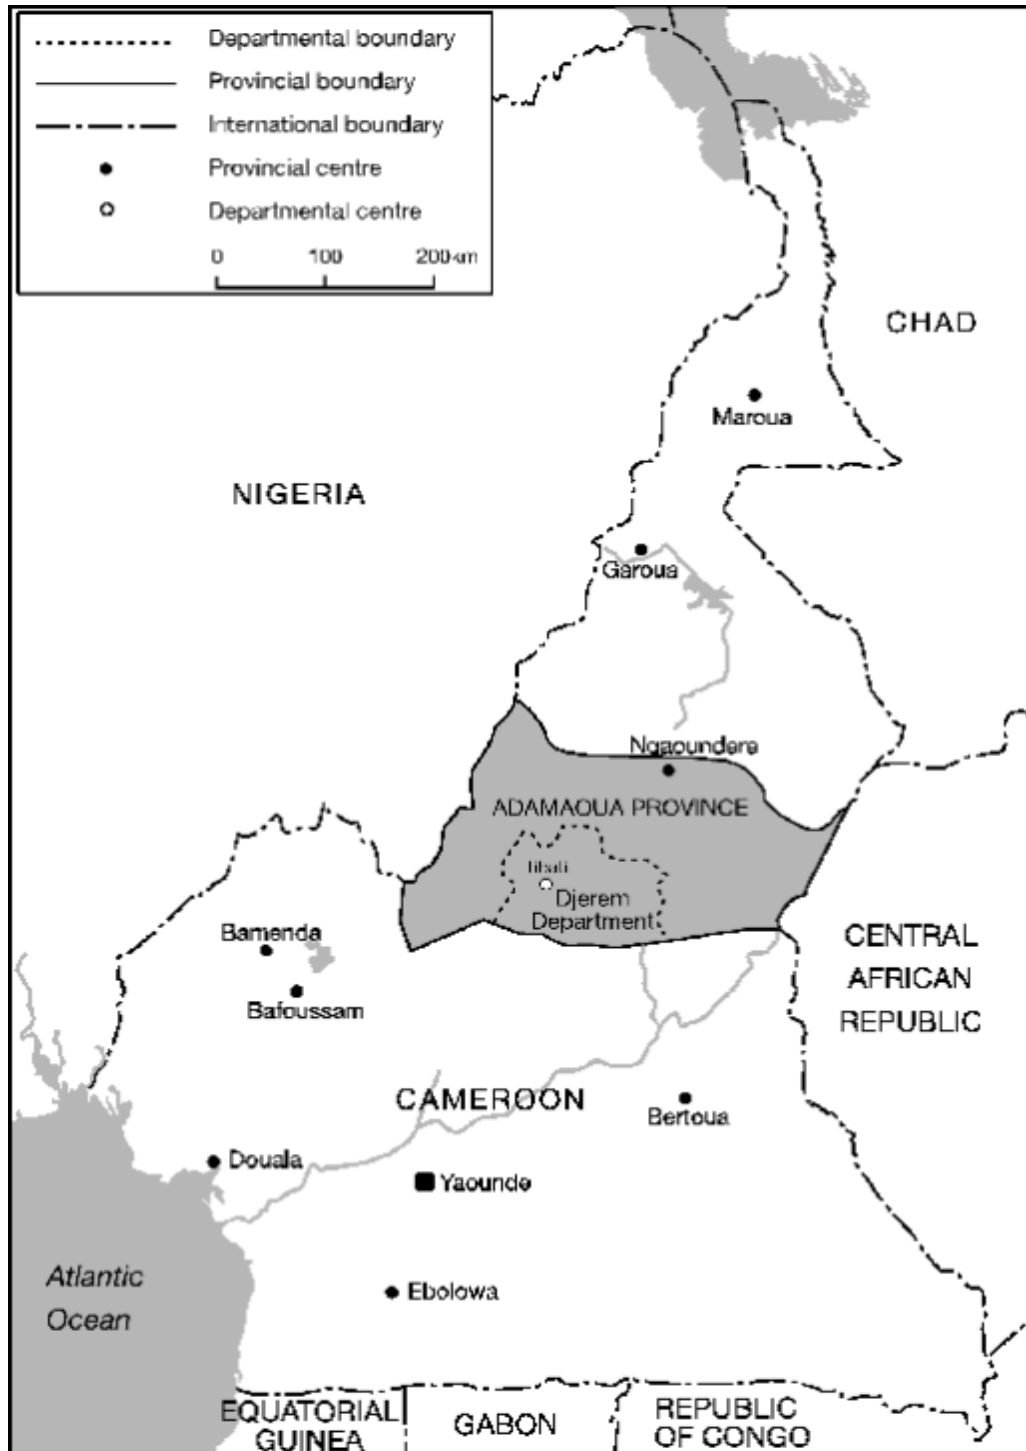 Departmental boundary
Provincial boundary
International boundary
Provincial centre
Departmental centre
0 100 200km
CHAD
Maroua
NIGERIA
Garoua
Ngaoundere
ADAMAOUA PROVINCE
Tibati
Djerem
Department
Bamenda
Bafoussam
CENTRAL
AFRICAN
REPUBLIC
CAMEROON
Bertoua
Douala
Yaounde
Atlantic
Ocean
Ebolowa
EQUATORIAL
GUINEA
GABON
REPUBLIC
OF CONGO